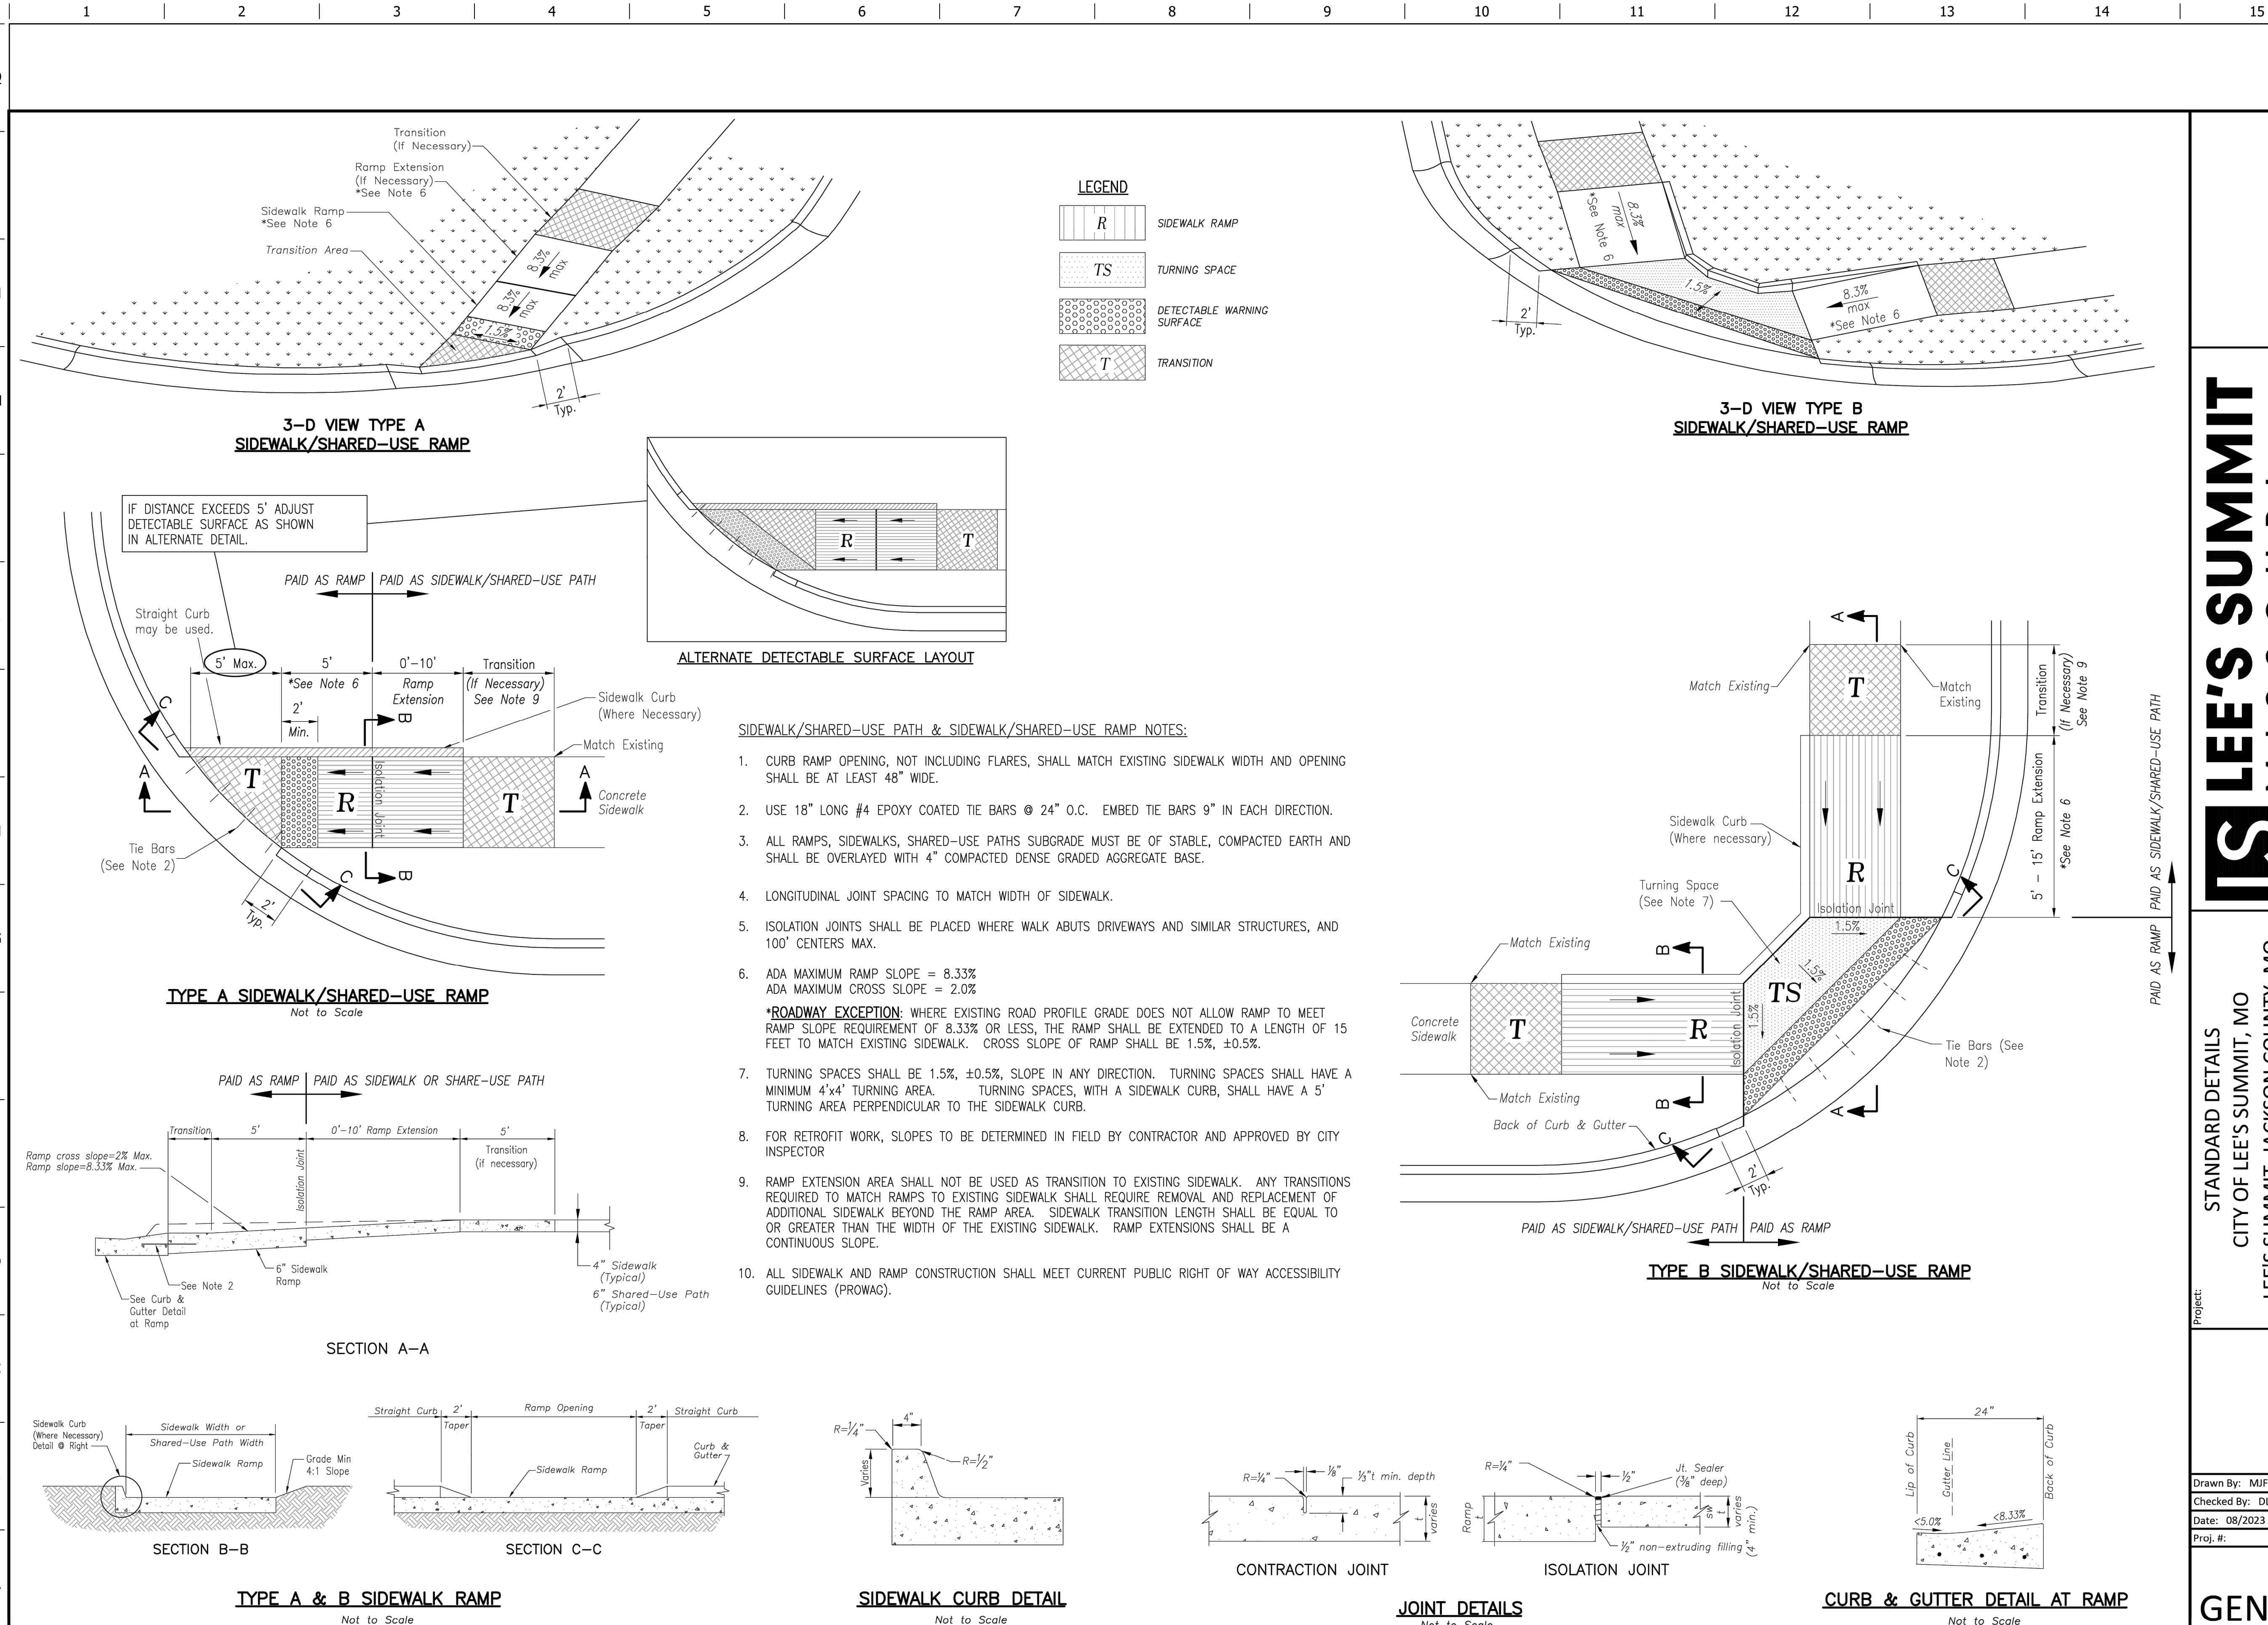 1 2 3 4 5 6 7 8 9 10 11 12 13 14 15
Transition
(If Necessary)
Ramp Extension
(If Necessary)
*See Note 6
Sidewalk Ramp
*See Note 6
Transition Area
8.3%
max
8.3%
max
1.5%
2'
Typ.
3-D VIEW TYPE A
SIDEWALK/SHARED-USE RAMP
LEGEND
R SIDEWALK RAMP
TS TURNING SPACE
DETECTABLE WARNING
SURFACE
T TRANSITION
*See Note 6
8.3%
max
1.5%
8.3%
max
*See Note 6
2'
Typ.
3-D VIEW TYPE B
SIDEWALK/SHARED-USE RAMP
IF DISTANCE EXCEEDS 5' ADJUST
DETECTABLE SURFACE AS SHOWN
IN ALTERNATE DETAIL.
R T
ALTERNATE DETECTABLE SURFACE LAYOUT
PAID AS RAMP PAID AS SIDEWALK/SHARED-USE PATH
Straight Curb
may be used.
5' Max. 5' 0'-10' Transition
*See Note 6 Ramp (If Necessary)
Extension See Note 9
2'
Min.
Sidewalk Curb
(Where Necessary)
Match Existing
C
B
A A
T R T
Isolation Joint
Concrete
Sidewalk
Tie Bars
(See Note 2)
C
B
2'
Typ.
TYPE A SIDEWALK/SHARED-USE RAMP
Not to Scale
SIDEWALK/SHARED-USE PATH & SIDEWALK/SHARED-USE RAMP NOTES:
1. CURB RAMP OPENING, NOT INCLUDING FLARES, SHALL MATCH EXISTING SIDEWALK WIDTH AND OPENING
SHALL BE AT LEAST 48" WIDE.
2. USE 18" LONG #4 EPOXY COATED TIE BARS @ 24" O.C. EMBED TIE BARS 9" IN EACH DIRECTION.
3. ALL RAMPS, SIDEWALKS, SHARED-USE PATHS SUBGRADE MUST BE OF STABLE, COMPACTED EARTH AND
SHALL BE OVERLAYED WITH 4" COMPACTED DENSE GRADED AGGREGATE BASE.
4. LONGITUDINAL JOINT SPACING TO MATCH WIDTH OF SIDEWALK.
5. ISOLATION JOINTS SHALL BE PLACED WHERE WALK ABUTS DRIVEWAYS AND SIMILAR STRUCTURES, AND
100' CENTERS MAX.
6. ADA MAXIMUM RAMP SLOPE = 8.33%
ADA MAXIMUM CROSS SLOPE = 2.0%
*ROADWAY EXCEPTION: WHERE EXISTING ROAD PROFILE GRADE DOES NOT ALLOW RAMP TO MEET
RAMP SLOPE REQUIREMENT OF 8.33% OR LESS, THE RAMP SHALL BE EXTENDED TO A LENGTH OF 15
FEET TO MATCH EXISTING SIDEWALK. CROSS SLOPE OF RAMP SHALL BE 1.5%, ±0.5%.
7. TURNING SPACES SHALL BE 1.5%, ±0.5%, SLOPE IN ANY DIRECTION. TURNING SPACES SHALL HAVE A
MINIMUM 4'x4' TURNING AREA. TURNING SPACES, WITH A SIDEWALK CURB, SHALL HAVE A 5'
TURNING AREA PERPENDICULAR TO THE SIDEWALK CURB.
8. FOR RETROFIT WORK, SLOPES TO BE DETERMINED IN FIELD BY CONTRACTOR AND APPROVED BY CITY
INSPECTOR
9. RAMP EXTENSION AREA SHALL NOT BE USED AS TRANSITION TO EXISTING SIDEWALK. ANY TRANSITIONS
REQUIRED TO MATCH RAMPS TO EXISTING SIDEWALK SHALL REQUIRE REMOVAL AND REPLACEMENT OF
ADDITIONAL SIDEWALK BEYOND THE RAMP AREA. SIDEWALK TRANSITION LENGTH SHALL BE EQUAL TO
OR GREATER THAN THE WIDTH OF THE EXISTING SIDEWALK. RAMP EXTENSIONS SHALL BE A
CONTINUOUS SLOPE.
10. ALL SIDEWALK AND RAMP CONSTRUCTION SHALL MEET CURRENT PUBLIC RIGHT OF WAY ACCESSIBILITY
GUIDELINES (PROWAG).
A
Match Existing
T
Match
Existing
Transition
(If Necessary)
See Note 9
Sidewalk Curb
(Where necessary)
5' - 15' Ramp Extension
*See Note 6
R
Turning Space
(See Note 7)
Isolation Joint
1.5%
C
PAID AS RAMP PAID AS SIDEWALK/SHARED-USE PATH
Match Existing
B
1.5%
TS
1.5%
Concrete
Sidewalk
T R
Isolation Joint
Tie Bars (See
Note 2)
Match Existing
B
A
Back of Curb & Gutter
C
2'
Typ.
PAID AS SIDEWALK/SHARED-USE PATH PAID AS RAMP
TYPE B SIDEWALK/SHARED-USE RAMP
Not to Scale
PAID AS RAMP PAID AS SIDEWALK OR SHARE-USE PATH
Transition 5' 0'-10' Ramp Extension 5'
Transition
(if necessary)
Ramp cross slope=2% Max.
Ramp slope=8.33% Max.
Isolation Joint
6" Sidewalk
Ramp
See Note 2
See Curb &
Gutter Detail
at Ramp
4" Sidewalk
(Typical)
6" Shared-Use Path
(Typical)
SECTION A-A
Sidewalk Curb
(Where Necessary)
Detail @ Right
Sidewalk Width or
Shared-Use Path Width
Sidewalk Ramp
Grade Min
4:1 Slope
SECTION B-B
Straight Curb 2' Ramp Opening 2' Straight Curb
Taper Taper
Curb &
Gutter
Sidewalk Ramp
SECTION C-C
TYPE A & B SIDEWALK RAMP
Not to Scale
4"
R=¼"
R=½"
Varies
SIDEWALK CURB DETAIL
Not to Scale
R=¼" ⅛" ⅓"t min. depth
t
varies
CONTRACTION JOINT
R=¼" ½" Jt. Sealer
(⅜" deep)
Ramp
t
sw
t
varies
(4" min.)
½" non-extruding filling
ISOLATION JOINT
JOINT DETAILS
Not to Scale
24"
Lip of Curb
Gutter Line
Back of Curb
<5.0% <8.33%
CURB & GUTTER DETAIL AT RAMP
Not to Scale
LS LEE'S SUMMIT
Project:
STANDARD DETAILS
CITY OF LEE'S SUMMIT, MO
LEE'S SUMMIT, JACKSON COUNTY, MO
Drawn By: MJF
Checked By:
Date: 08/2023
Proj. #:
GEN